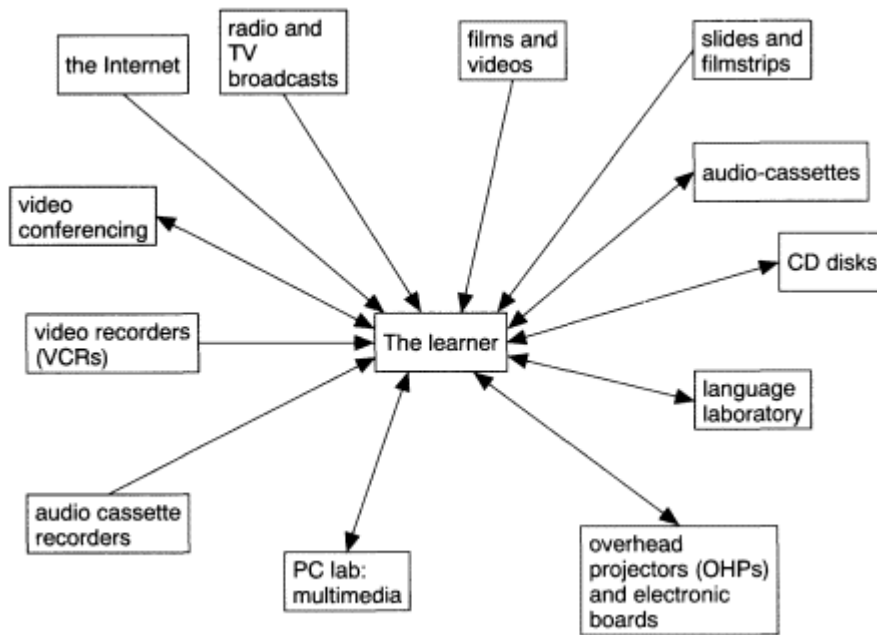 the Internet
radio and
TV
broadcasts
films and
videos
slides and
filmstrips
audio-cassettes
video
conferencing
CD disks
video recorders
(VCRs)
The learner
language
laboratory
audio cassette
recorders
PC lab:
multimedia
overhead
projectors (OHPs)
and electronic
boards